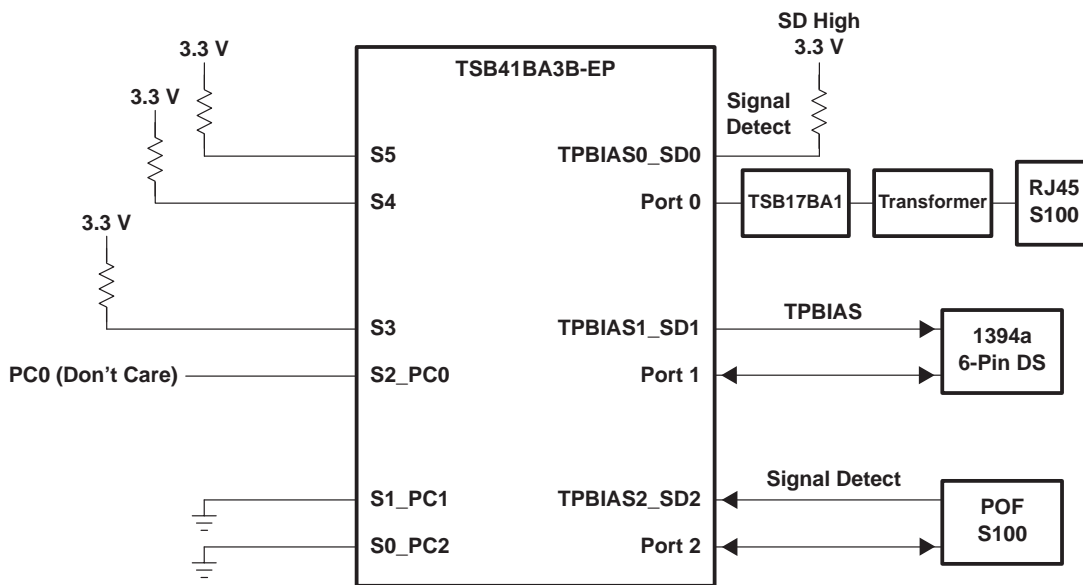 SD High
3.3 V
3.3 V
TSB41BA3B-EP
3.3 V
Signal
Detect
S5
TPBIAS0_SD0
S4
Port 0
TSB17BA1
Transformer
RJ45
S100
3.3 V
S3
TPBIAS1_SD1
TPBIAS
1394a
6-Pin DS
PC0 (Don't Care)
S2_PC0
Port 1
S1_PC1
TPBIAS2_SD2
Signal Detect
POF
S100
S0_PC2
Port 2